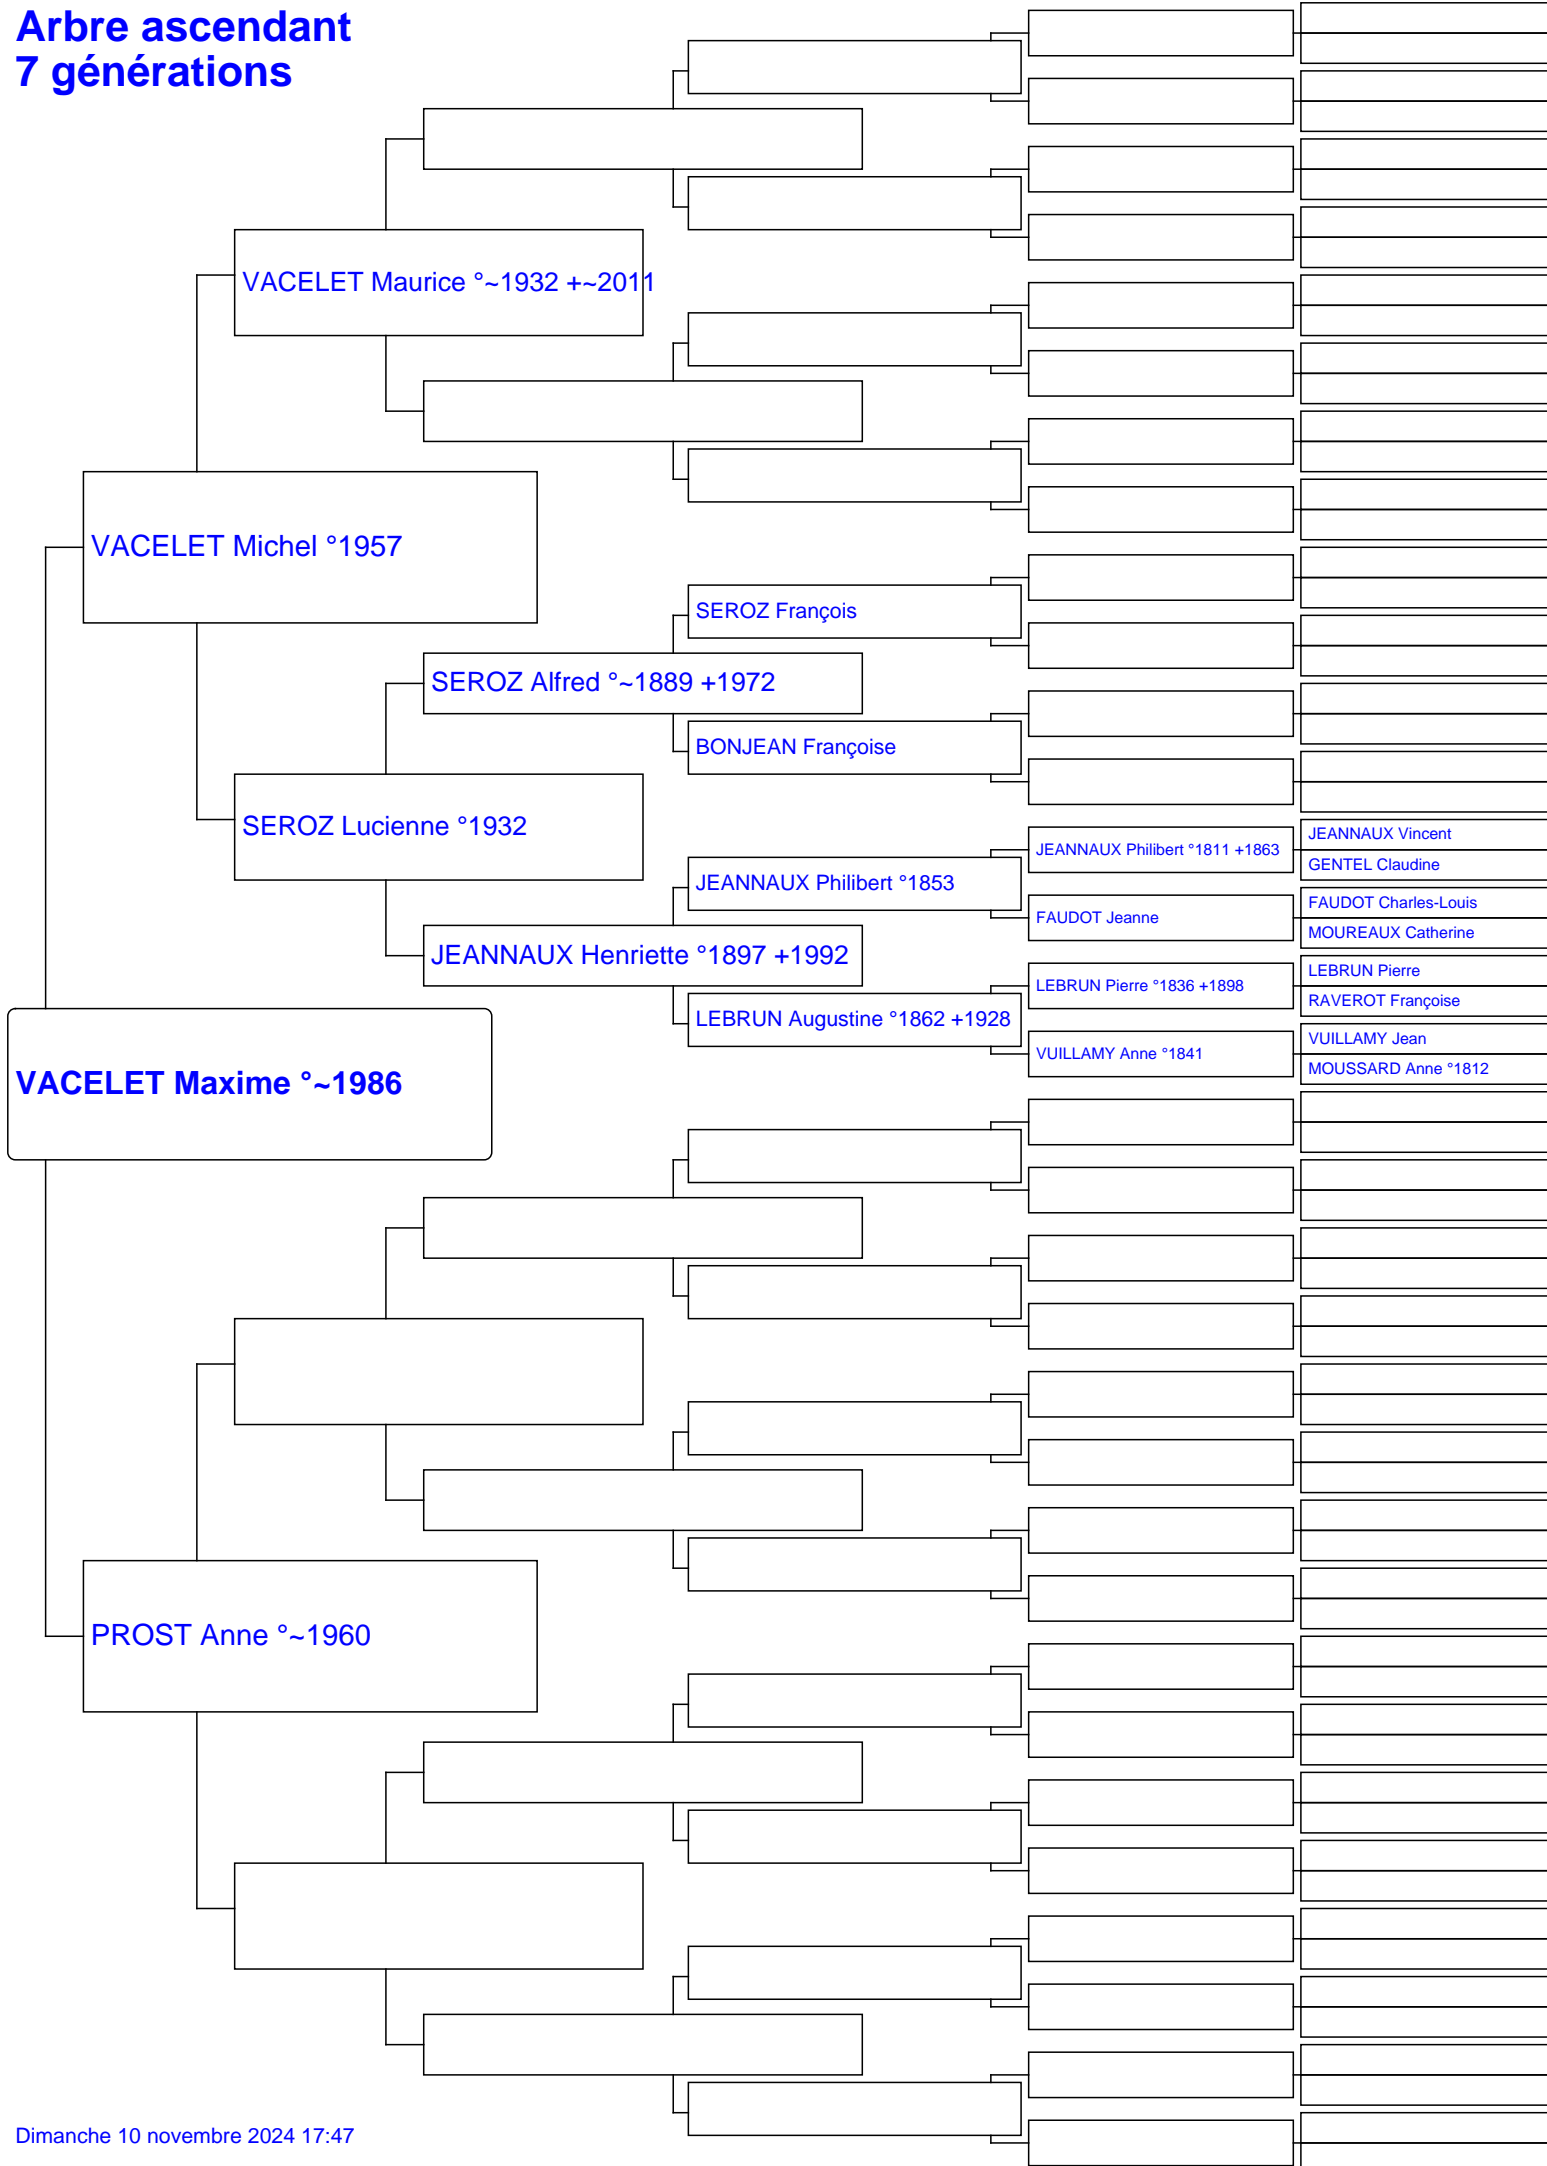 Arbre ascendant
7 générations
VACELET Maurice °~1932 +~2011
VACELET Michel °1957
SEROZ François
SEROZ Alfred °~1889 +1972
BONJEAN Françoise
SEROZ Lucienne °1932
JEANNAUX Vincent
JEANNAUX Philibert °1811 +1863
GENTEL Claudine
JEANNAUX Philibert °1853
FAUDOT Charles-Louis
FAUDOT Jeanne
MOUREAUX Catherine
JEANNAUX Henriette °1897 +1992
LEBRUN Pierre
LEBRUN Pierre °1836 +1898
RAVEROT Françoise
LEBRUN Augustine °1862 +1928
VUILLAMY Jean
VUILLAMY Anne °1841
MOUSSARD Anne °1812
VACELET Maxime °~1986
PROST Anne °~1960
Dimanche 10 novembre 2024 17:47